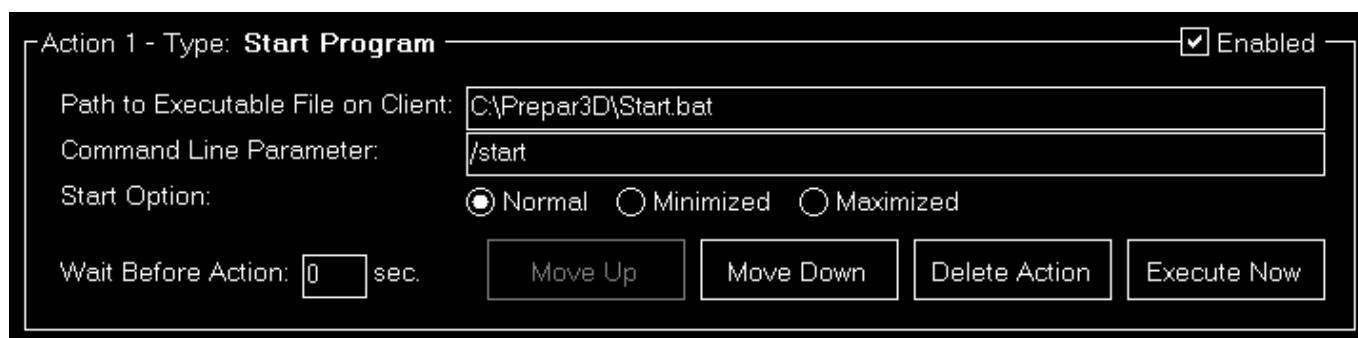 Action 1 - Type: Start Program Enabled
Path to Executable File on Client: C:\Prepar3D\Start.bat
Command Line Parameter: /start
Start Option: Normal Minimized Maximized
Wait Before Action: 0 sec. Move Up Move Down Delete Action Execute Now